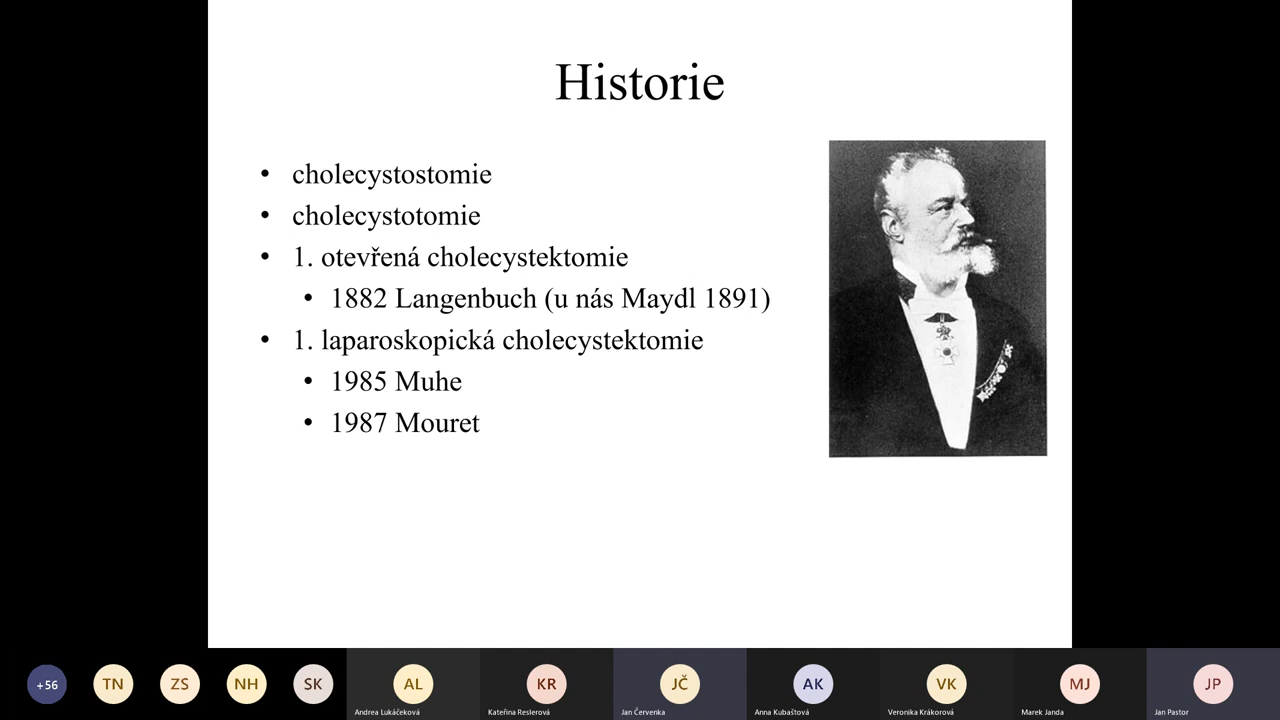 Historie
• cholecystostomie
• cholecystotomie
• 1. otevřená cholecystektomie
• 1882 Langenbuch (u nás Maydl 1891)
• 1. laparoskopická cholecystektomie
• 1985 Muhe
• 1987 Mouret
+56
TN
ZS
NH
SK
AL
KR
JČ
AK
VK
MJ
JP
Andrea Lukáčeková
Kateřina Reslerová
Jan Červenka
Anna Kubaštová
Veronika Krákorová
Marek Janda
Jan Pastor